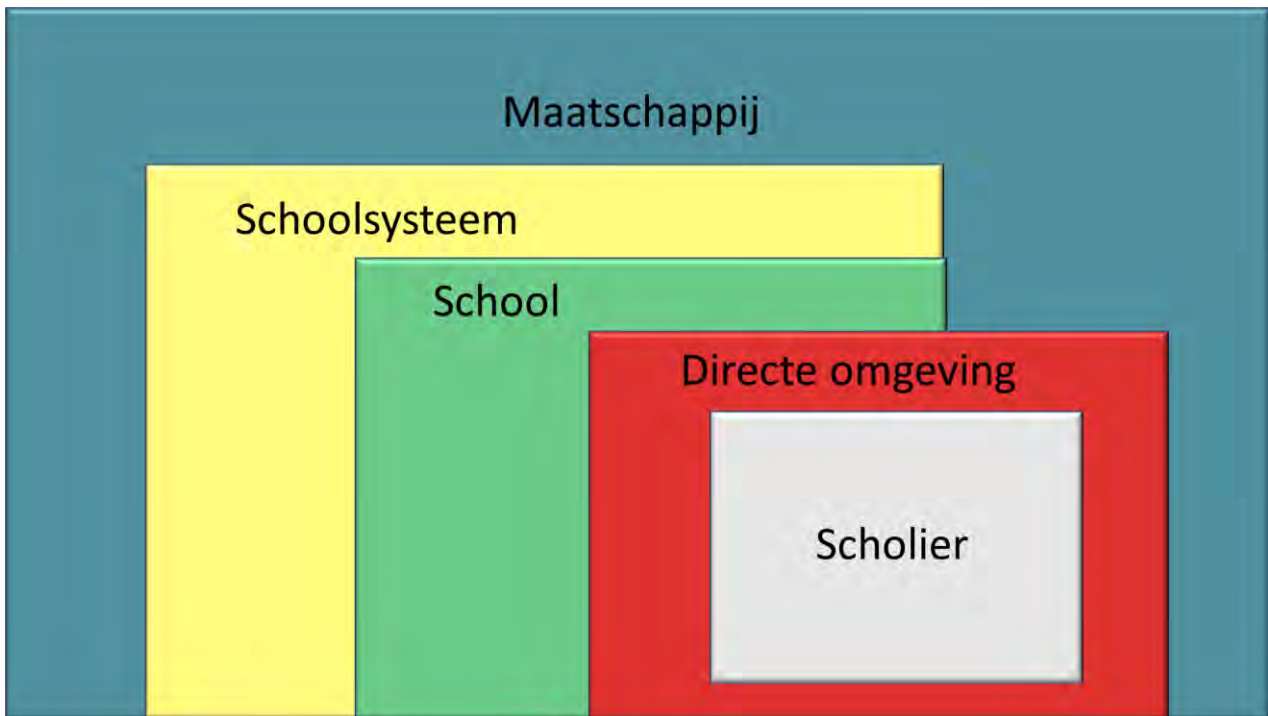 Maatschappij
Schoolsysteem
School
Directe omgeving
Scholier